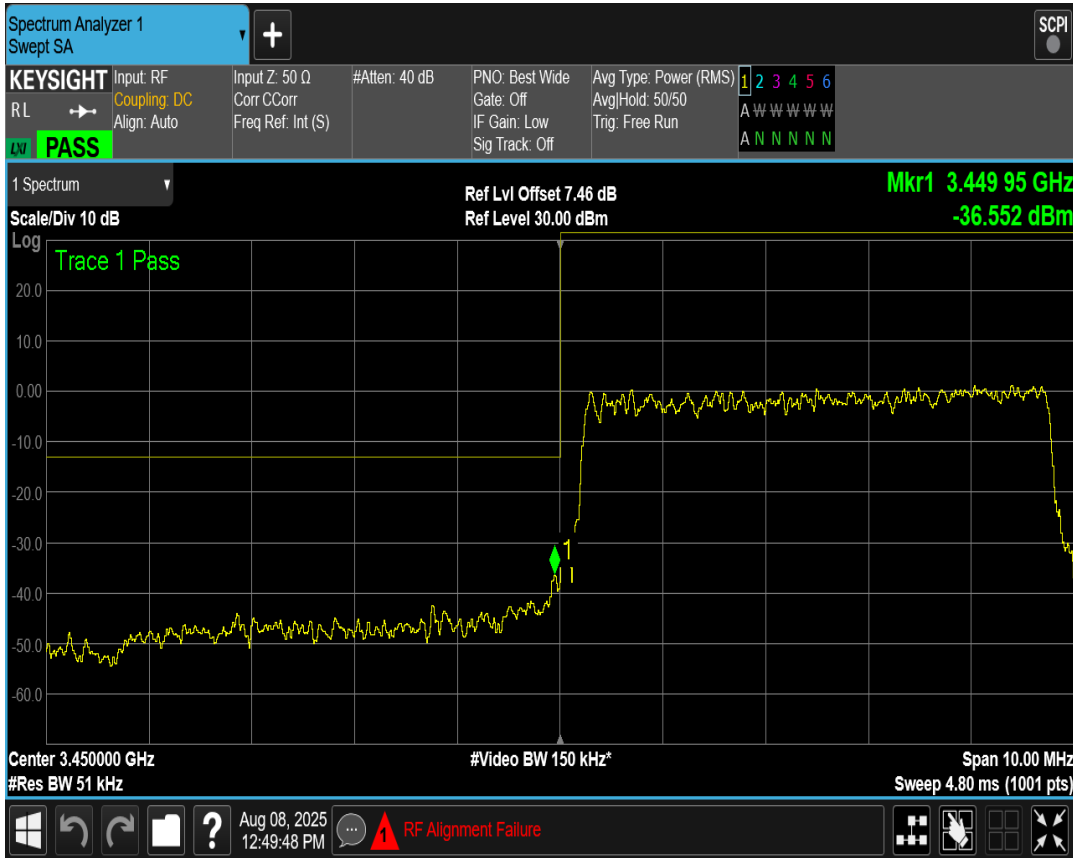 Spectrum Analyzer 1
Swept SA
+
SCPI
KEYSIGHT
R L
LXI
PASS
Input: RF
Coupling: DC
Align: Auto
Input Z: 50 Ω
Corr CCorr
Freq Ref: Int (S)
#Atten: 40 dB
PNO: Best Wide
Gate: Off
IF Gain: Low
Sig Track: Off
Avg Type: Power (RMS)
Avg|Hold: 50/50
Trig: Free Run
1 2 3 4 5 6
A W W W W W
A N N N N N
1 Spectrum
Scale/Div 10 dB
Ref Lvl Offset 7.46 dB
Ref Level 30.00 dBm
Mkr1 3.449 95 GHz
-36.552 dBm
Log
Trace 1 Pass
20.0
10.0
0.00
-10.0
-20.0
-30.0
-40.0
-50.0
-60.0
1
Center 3.450000 GHz
#Res BW 51 kHz
#Video BW 150 kHz*
Span 10.00 MHz
Sweep 4.80 ms (1001 pts)
?
Aug 08, 2025
12:49:48 PM
1
RF Alignment Failure